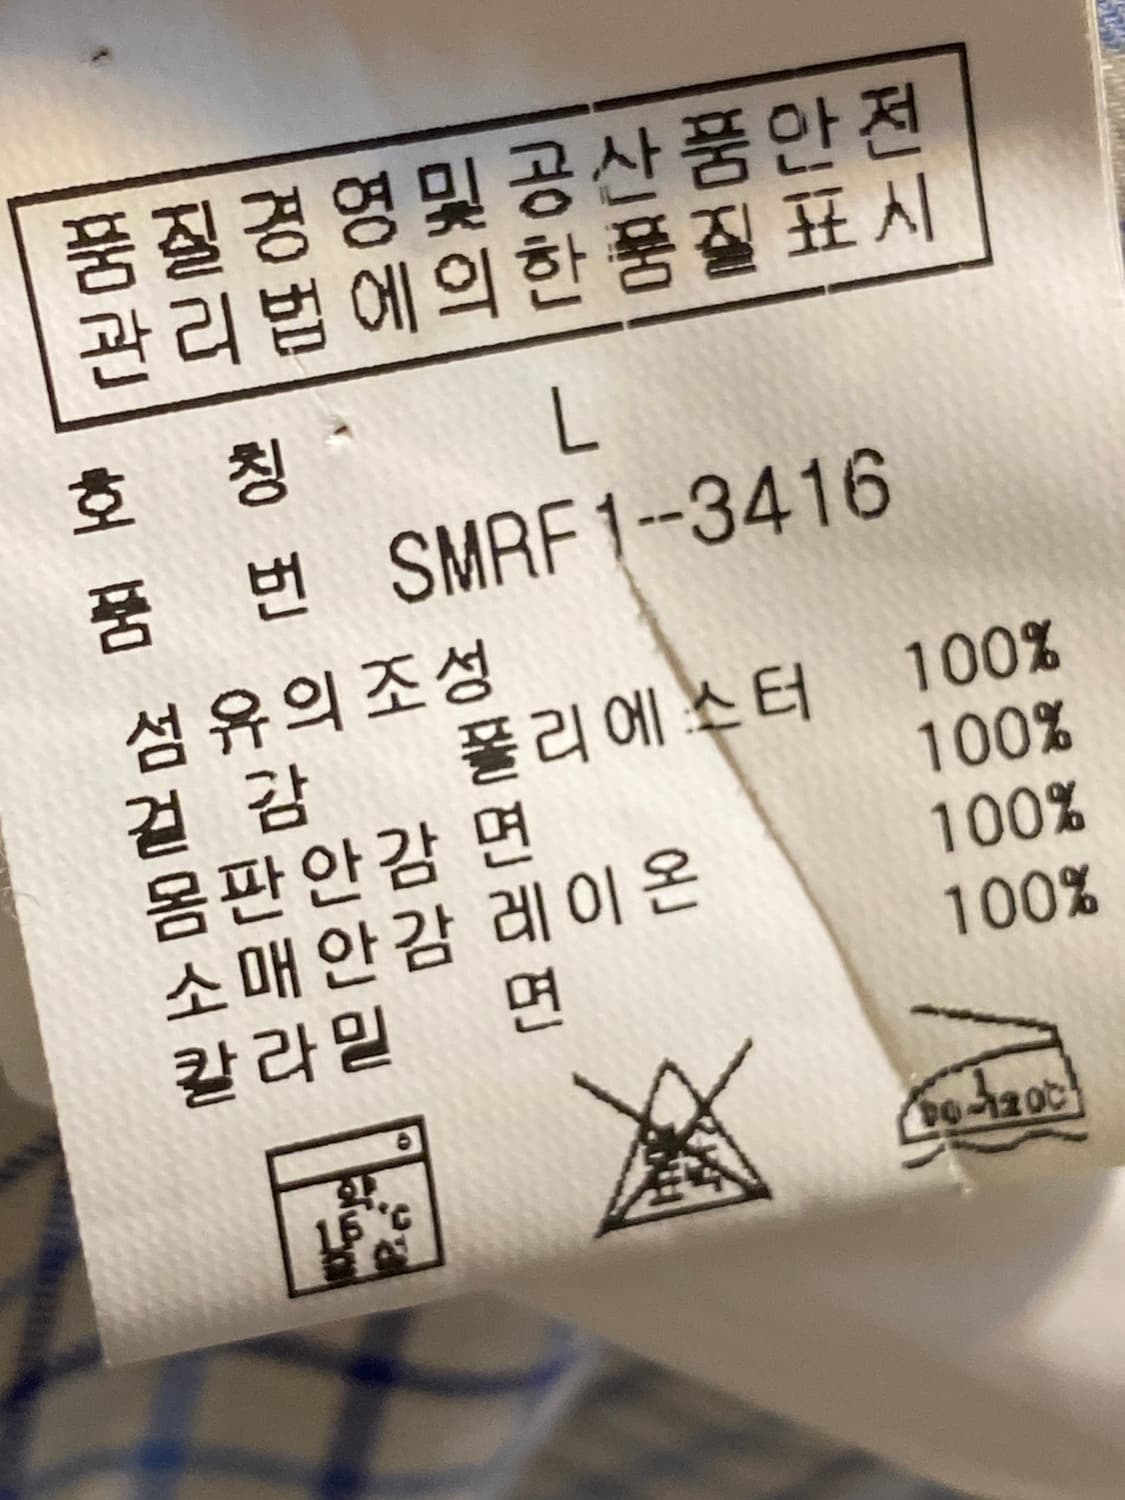 품질경영및공산품안전
관리법에의한품질표시
호 칭 L
품 번 SMRF1--3416
섬유의조성
겉 감 폴리에스터 100%
몸판안감 면 100%
소매안감 레이온 100%
칼라밑 면 100%
약
15°C